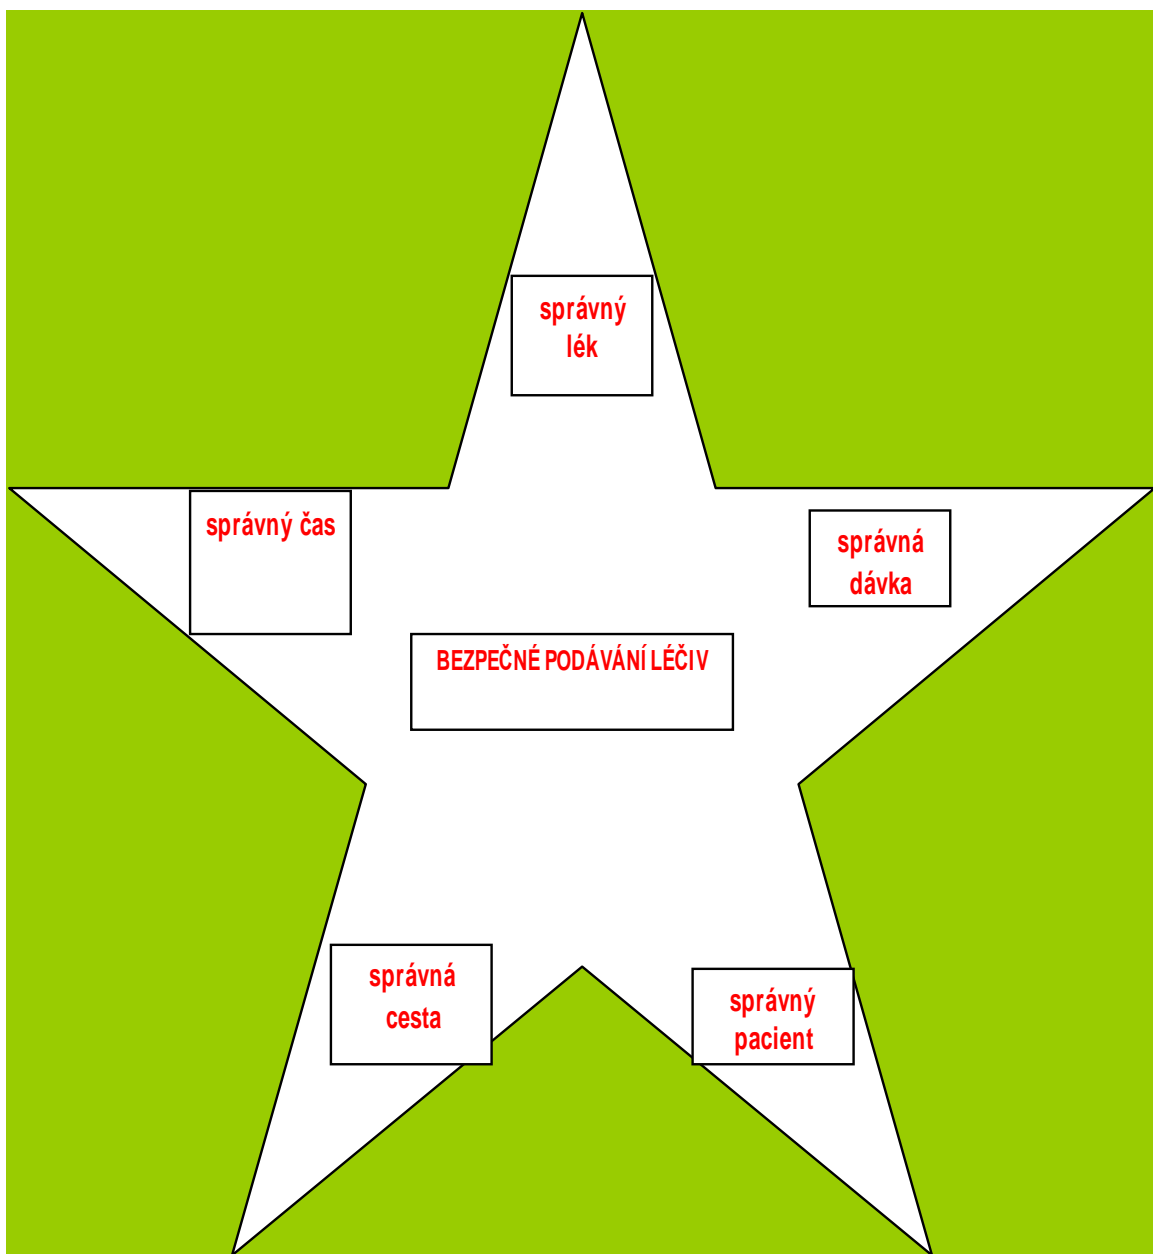 správný
lék
správný čas
správná
dávka
BEZPEČNÉ PODÁVÁNÍ LÉČIV
správná
cesta
správný
pacient